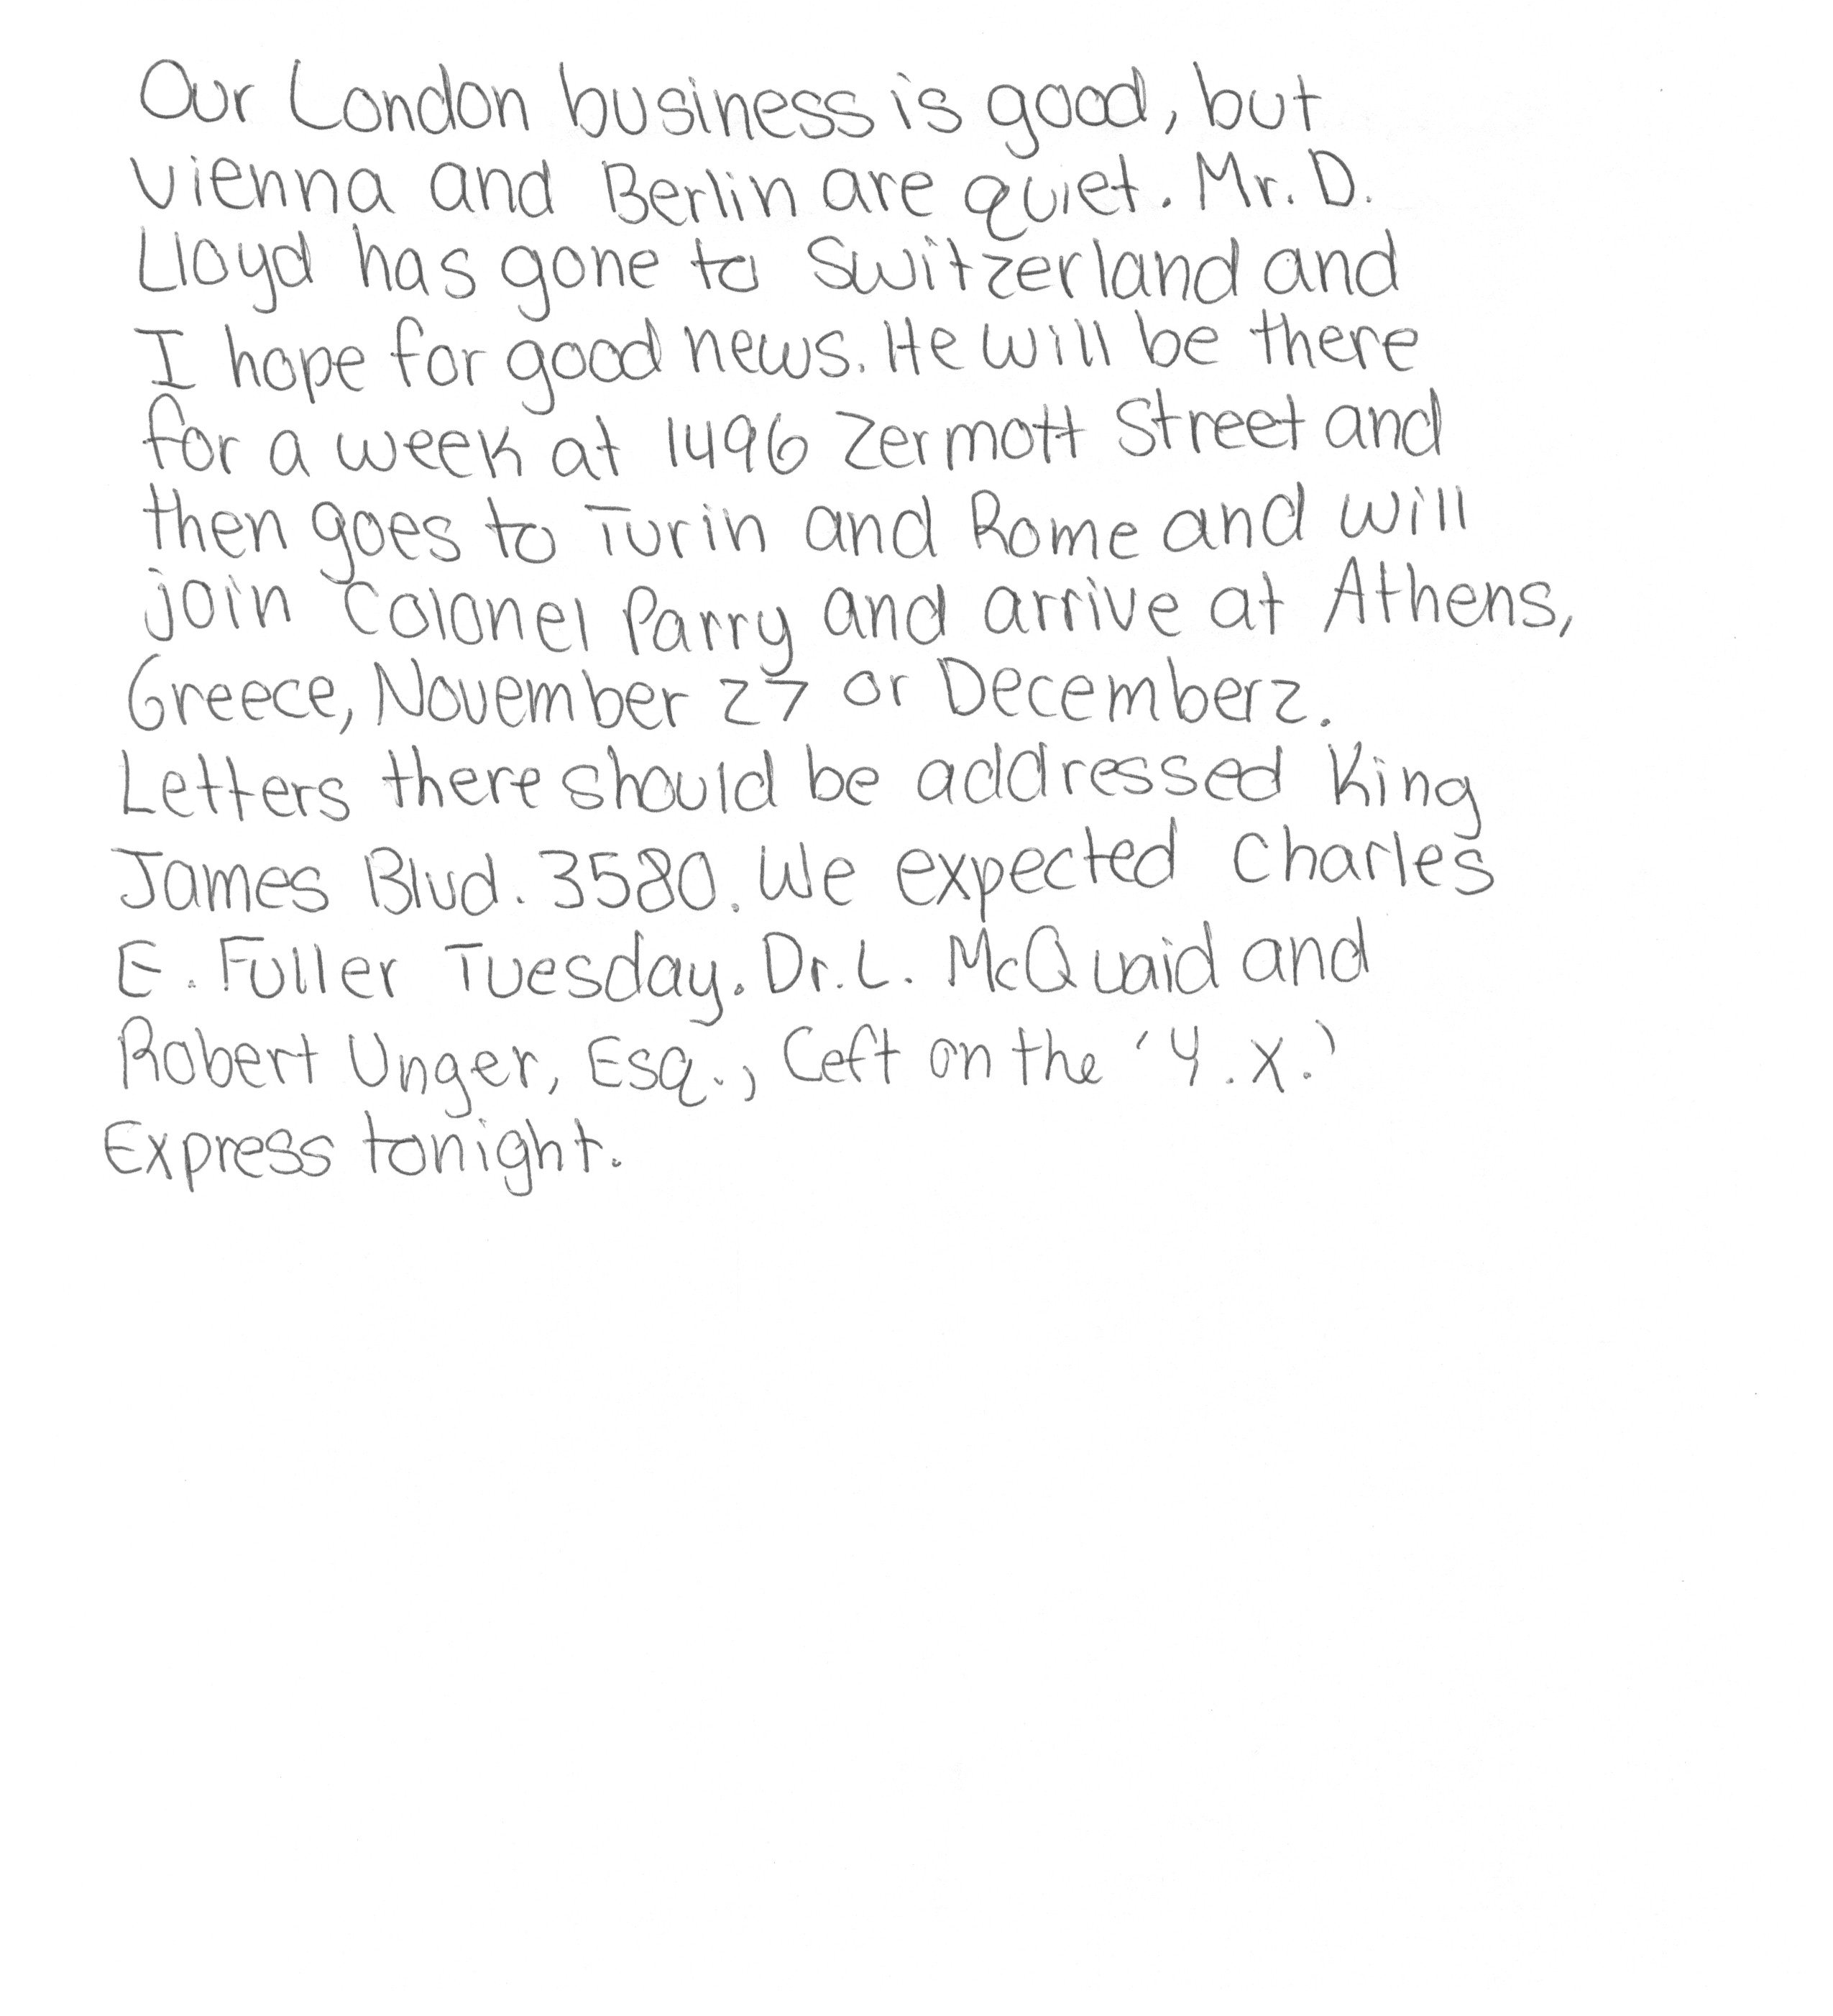 Our London business is good, but
Vienna and Berlin are quiet. Mr. D.
Lloyd has gone to Switzerland and
I hope for good news. He will be there
for a week at 1496 Zermott Street and
then goes to Turin and Rome and will
join Colonel Parry and arrive at Athens,
Greece, November 27 or December 2.
Letters there should be addressed King
James Blvd. 3580. We expected Charles
E. Fuller Tuesday. Dr. L. McQuaid and
Robert Unger, Esq., left on the 'Y.X.'
Express tonight.